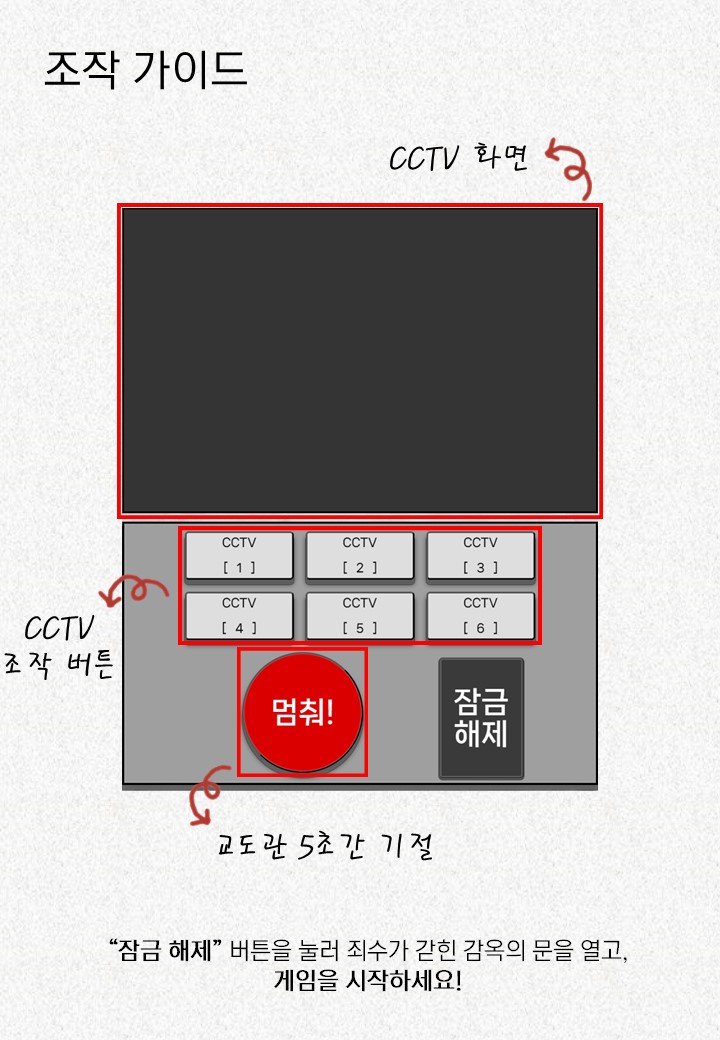 조작 가이드
CCTV 화면
CCTV
[ 1 ]
CCTV
[ 2 ]
CCTV
[ 3 ]
CCTV
[ 4 ]
CCTV
[ 5 ]
CCTV
[ 6 ]
CCTV
조작 버튼
멈춰!
잠금
해제
교도관 5초간 기절
“잠금 해제” 버튼을 눌러 죄수가 갇힌 감옥의 문을 열고,
게임을 시작하세요!